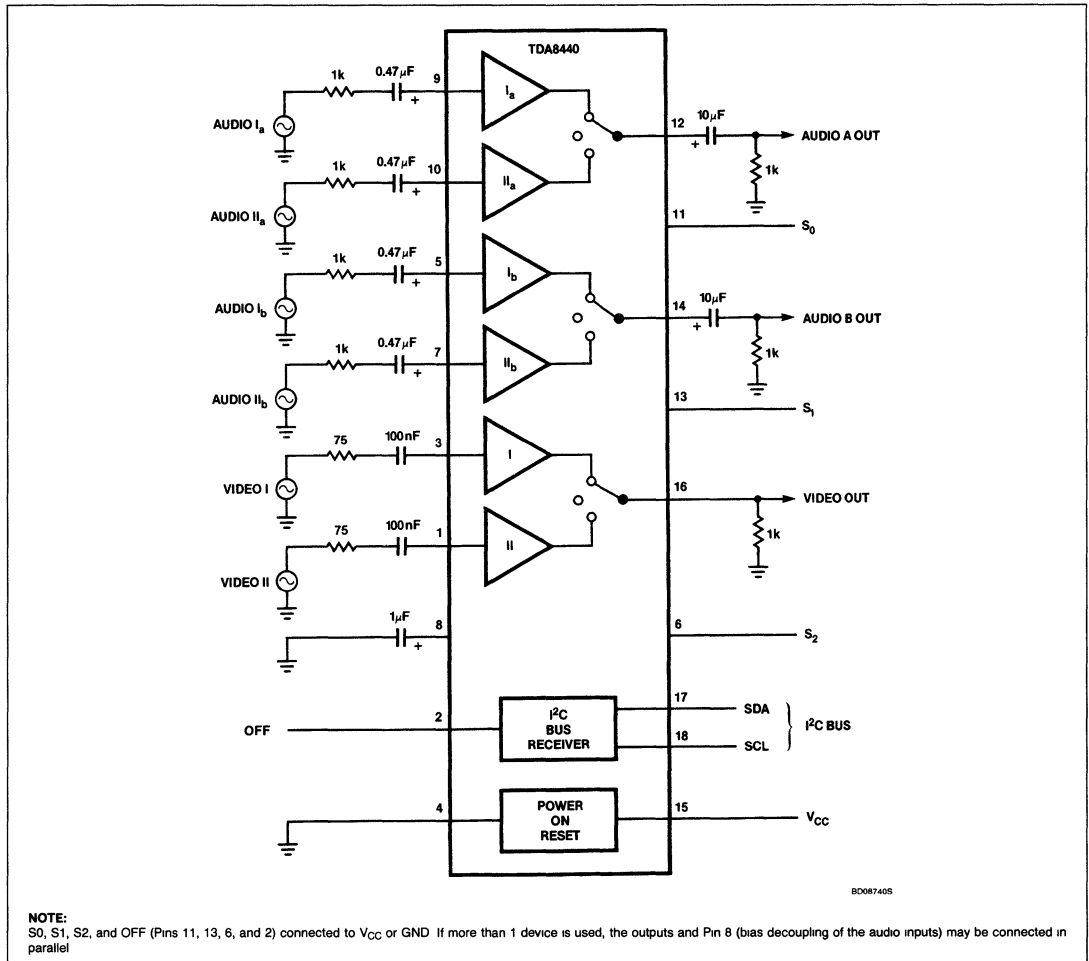 TDA8440
1k
0.47μF
9
+
AUDIO Ia
Ia
1k
0.47μF
10
+
AUDIO IIa
IIa
12
10μF
+
AUDIO A OUT
1k
11
S0
1k
0.47μF
5
+
AUDIO Ib
Ib
1k
0.47μF
7
+
AUDIO IIb
IIb
14
10μF
+
AUDIO B OUT
1k
13
S1
75
100nF
3
VIDEO I
I
75
100nF
1
VIDEO II
II
16
VIDEO OUT
1k
1μF
8
+
6
S2
OFF
2
I²C
BUS
RECEIVER
17
SDA
18
SCL
I²C BUS
4
POWER
ON
RESET
15
VCC
BD08740S
NOTE:
S0, S1, S2, and OFF (Pins 11, 13, 6, and 2) connected to VCC or GND If more than 1 device is used, the outputs and Pin 8 (bias decoupling of the audio inputs) may be connected in
parallel